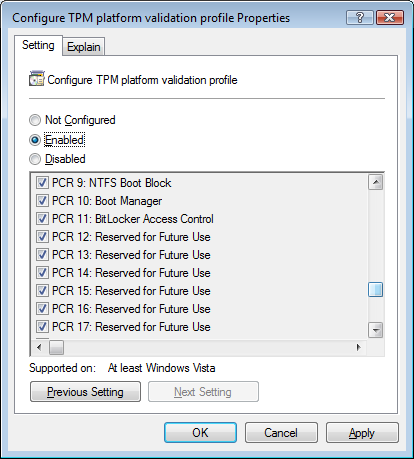 Configure TPM platform validation profile Properties
Setting
Explain
Configure TPM platform validation profile
Not Configured
Enabled
Disabled
PCR 9: NTFS Boot Block
PCR 10: Boot Manager
PCR 11: BitLocker Access Control
PCR 12: Reserved for Future Use
PCR 13: Reserved for Future Use
PCR 14: Reserved for Future Use
PCR 15: Reserved for Future Use
PCR 16: Reserved for Future Use
PCR 17: Reserved for Future Use
Supported on: At least Windows Vista
Previous Setting
Next Setting
OK
Cancel
Apply